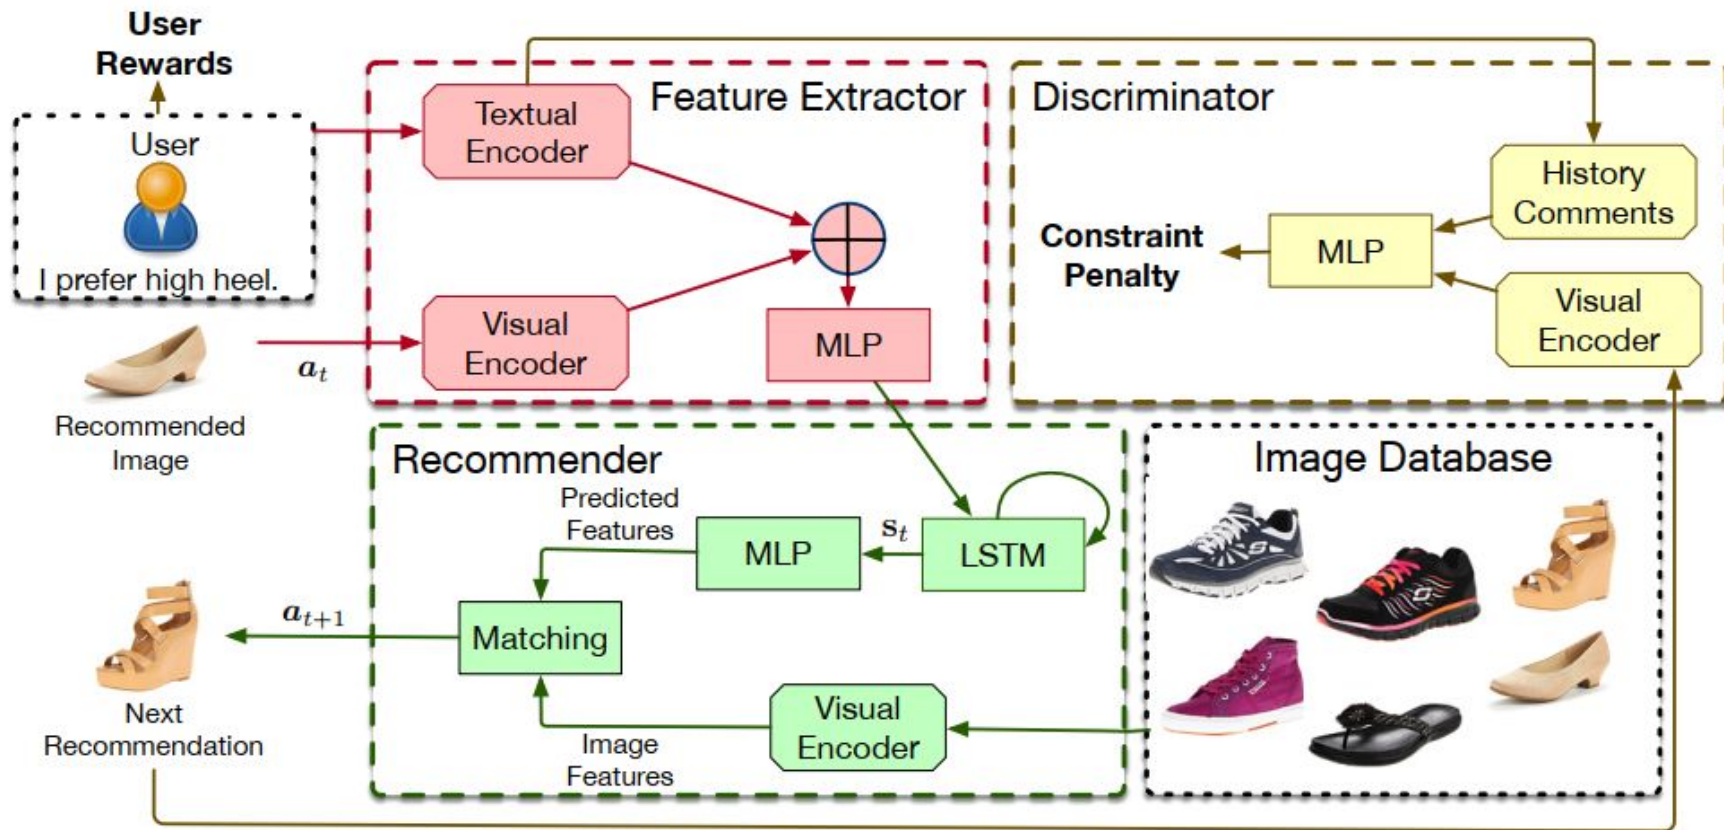 User
Rewards
User
I prefer high heel.
Recommended
Image
a_t
Feature Extractor
Textual
Encoder
Visual
Encoder
MLP
Discriminator
History
Comments
MLP
Visual
Encoder
Constraint
Penalty
Recommender
Predicted
Features
MLP
s_t
LSTM
Matching
a_{t+1}
Visual
Encoder
Image
Features
Image Database
Next
Recommendation